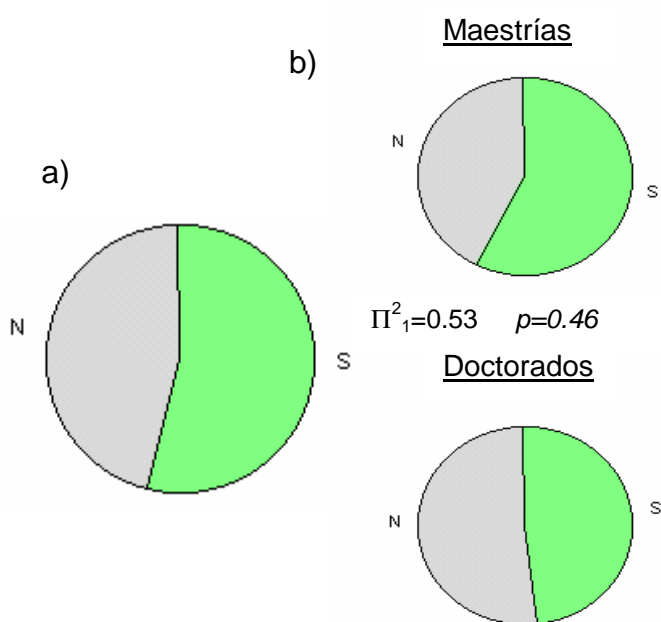 b)
Maestrías
N
S
a)
N
S
Π²₁=0.53 p=0.46
Doctorados
N
S